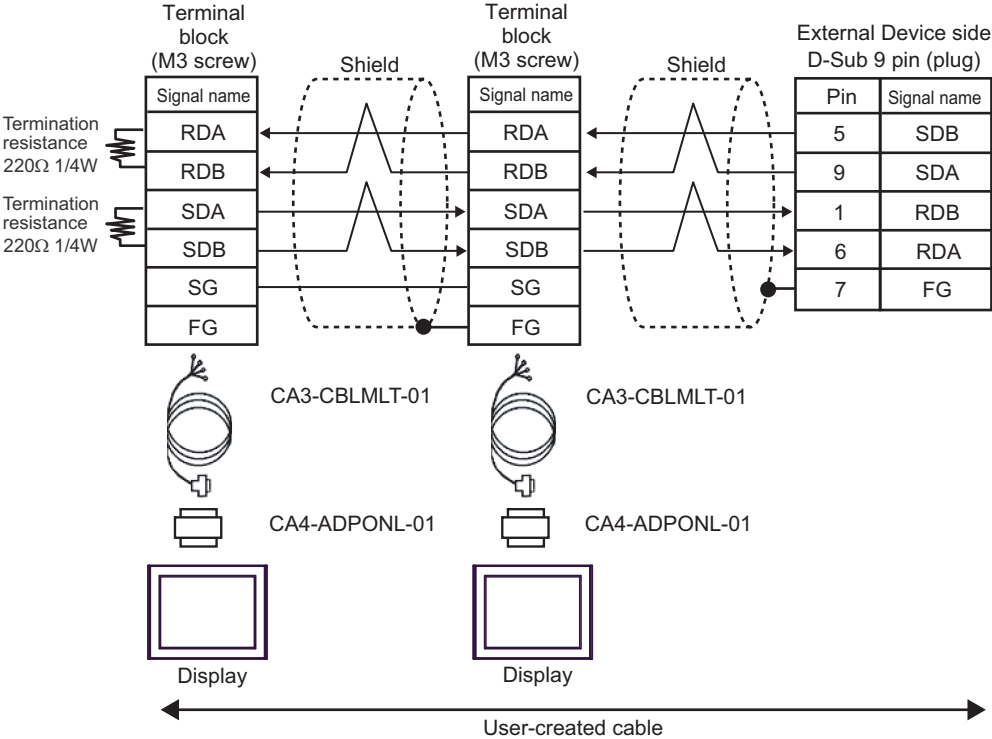 Terminal
block
(M3 screw)
Terminal
block
(M3 screw)
External Device side
D-Sub 9 pin (plug)
Shield
Shield
Signal name
Signal name
Pin
Signal name
Termination
resistance
220Ω 1/4W
RDA
RDA
5
SDB
RDB
RDB
9
SDA
Termination
resistance
220Ω 1/4W
SDA
SDA
1
RDB
SDB
SDB
6
RDA
SG
SG
7
FG
FG
FG
CA3-CBLMLT-01
CA3-CBLMLT-01
CA4-ADPONL-01
CA4-ADPONL-01
Display
Display
User-created cable